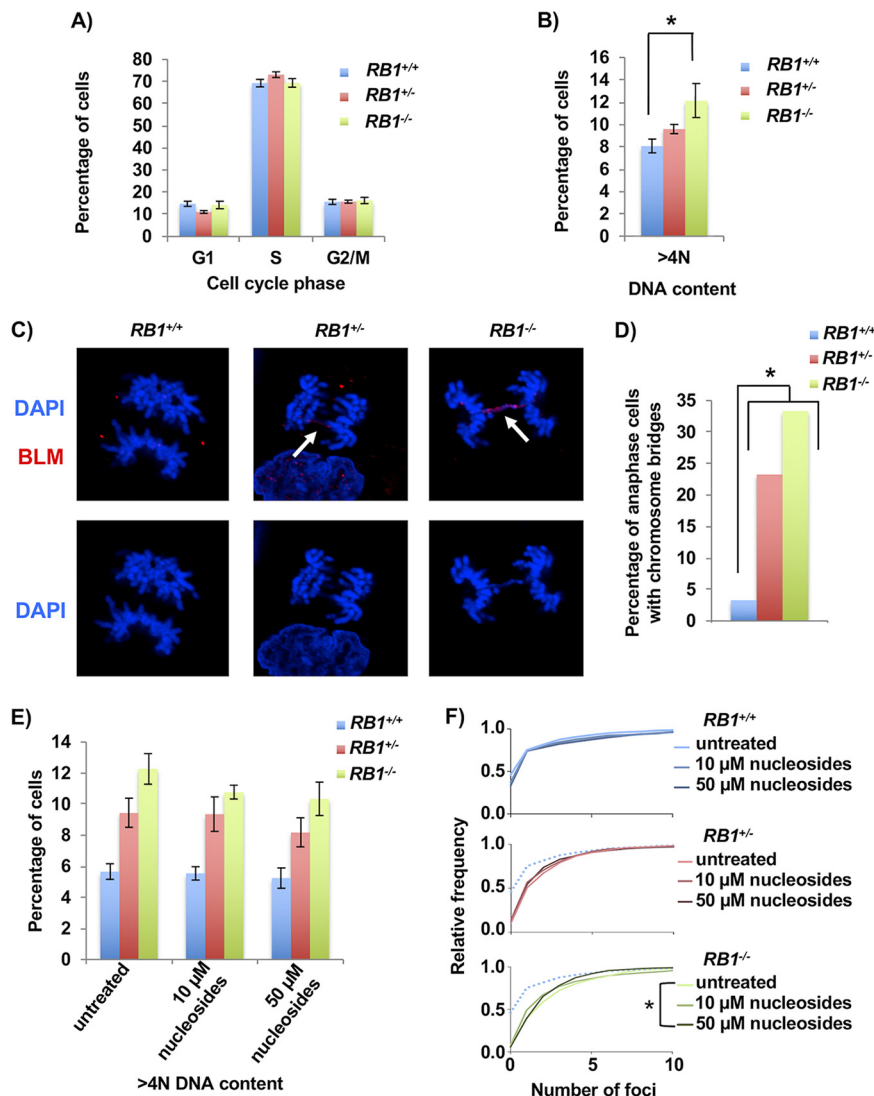 A)
Percentage of cells
80
70
60
50
40
30
20
10
0
G1 S G2/M
Cell cycle phase
RB1+/+
RB1+/-
RB1-/-
B)
*
Percentage of cells
16
14
12
10
8
6
4
2
0
>4N
DNA content
RB1+/+
RB1+/-
RB1-/-
C)
RB1+/+ RB1+/- RB1-/-
DAPI
BLM
DAPI
D)
RB1+/+
RB1+/-
RB1-/-
*
Percentage of anaphase cells
with chromosome bridges
35
30
25
20
15
10
5
0
E)
RB1+/+
RB1+/-
RB1-/-
Percentage of cells
14
12
10
8
6
4
2
0
untreated
10 µM
nucleosides
50 µM
nucleosides
>4N DNA content
F)
Relative frequency
1.0
0.5
0.0
RB1+/+
untreated
10 µM nucleosides
50 µM nucleosides
1.0
0.5
0.0
RB1+/-
untreated
10 µM nucleosides
50 µM nucleosides
1.0
0.5
0.0
RB1-/-
untreated
10 µM nucleosides
50 µM nucleosides
*
0 5 10
Number of foci